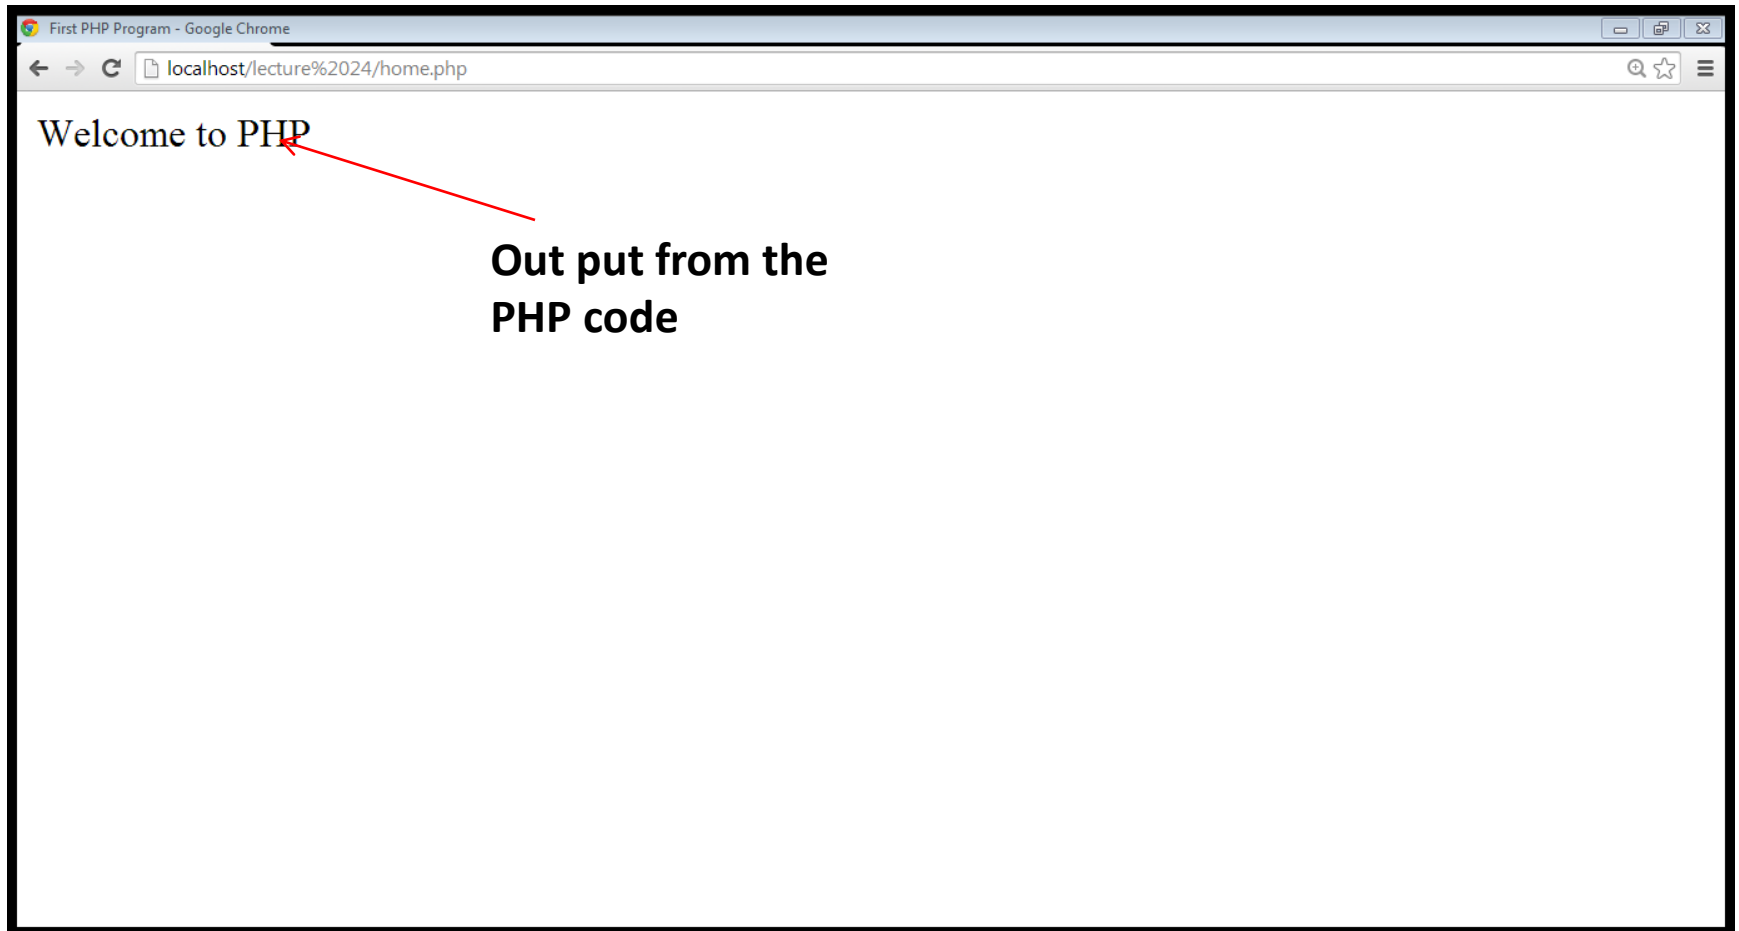 First PHP Program - Google Chrome
localhost/lecture%2024/home.php
Welcome to PHP
Out put from the
PHP code